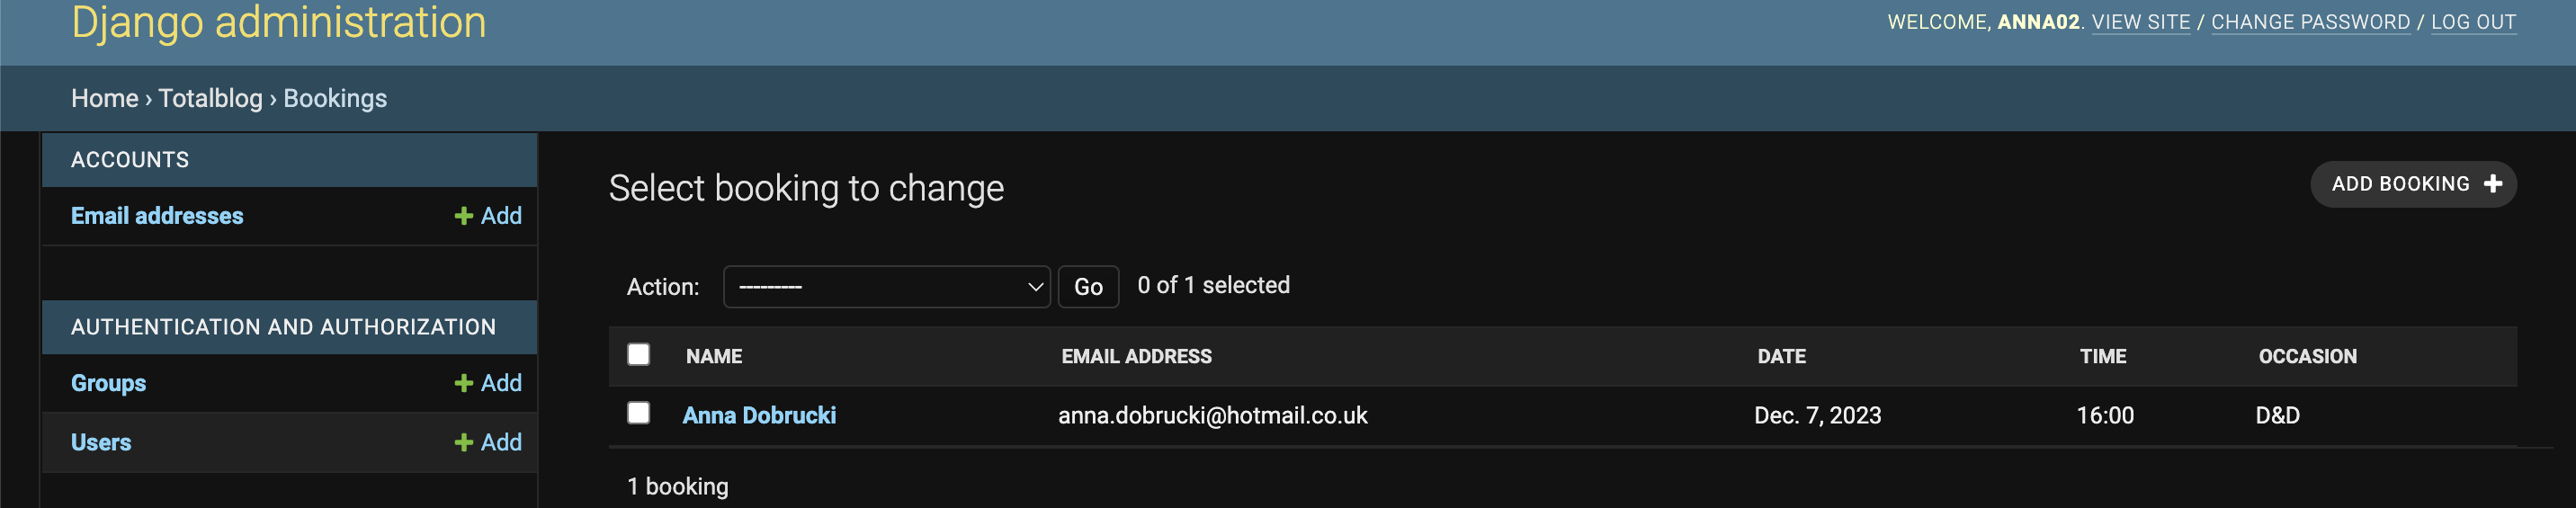 Django administration
WELCOME, ANNA02. VIEW SITE / CHANGE PASSWORD / LOG OUT
Home › Totalblog › Bookings
ACCOUNTS
Email addresses + Add
AUTHENTICATION AND AUTHORIZATION
Groups + Add
Users + Add
Select booking to change
ADD BOOKING +
Action: --------- Go 0 of 1 selected
NAME EMAIL ADDRESS DATE TIME OCCASION
Anna Dobrucki anna.dobrucki@hotmail.co.uk Dec. 7, 2023 16:00 D&D
1 booking